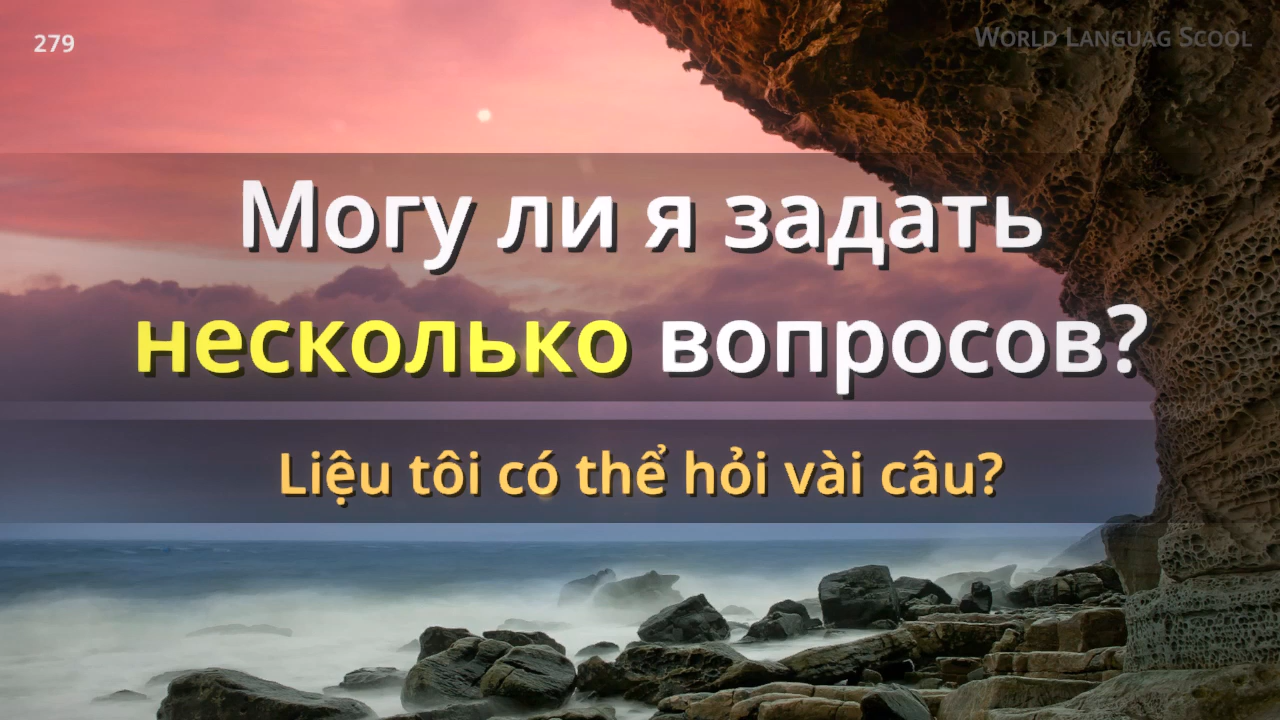 279
WORLD LANGUAG SCOOL
Могу ли я задать
несколько вопросов?
Liệu tôi có thể hỏi vài câu?